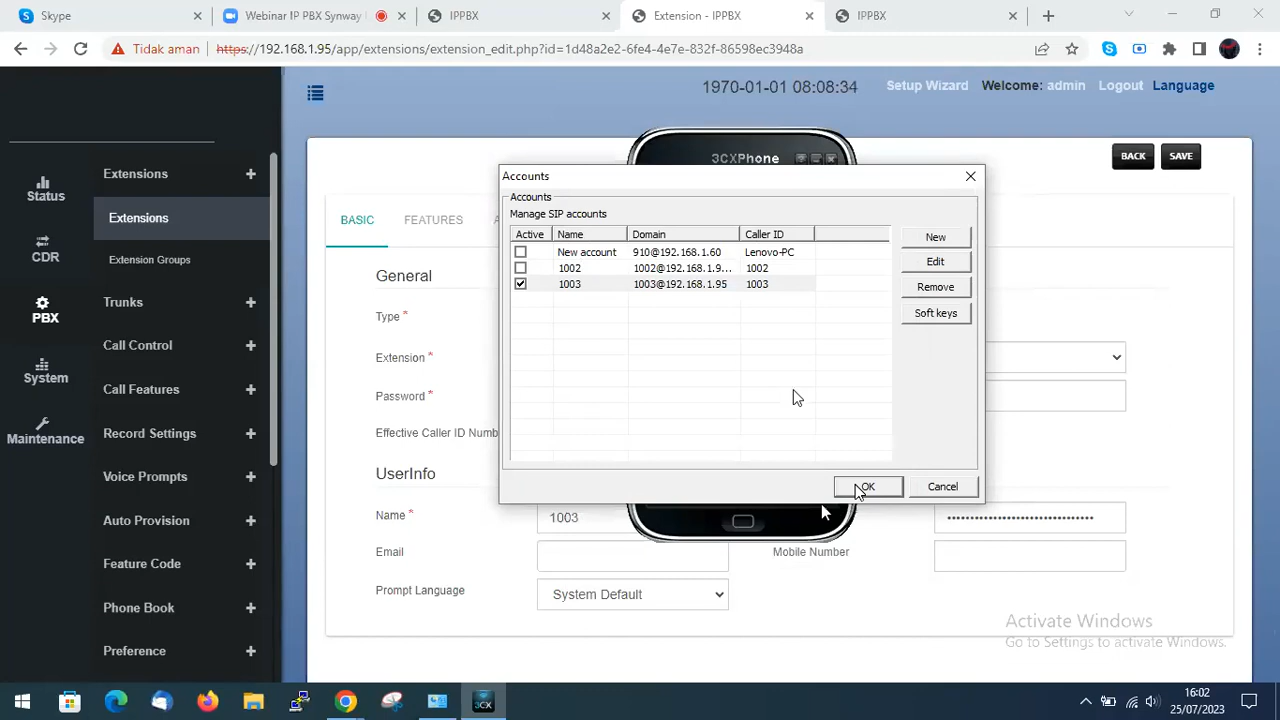 Skype
Webinar IP PBX Synway
IPPBX
Extension - IPPBX
IPPBX
Tidak aman
https://192.168.1.95/app/extensions/extension_edit.php?id=1d48a2e2-6fe4-4e7e-832f-86598ec3948a
1970-01-01 08:08:34
Setup Wizard
Welcome: admin
Logout
Language
3CXPhone
BACK
SAVE
Status
CDR
PBX
System
Maintenance
Extensions
Extensions
Extension Groups
Trunks
Call Control
Call Features
Record Settings
Voice Prompts
Auto Provision
Feature Code
Phone Book
Preference
BASIC
FEATURES
General
Type *
Extension *
Password *
Effective Caller ID Numb
UserInfo
Name *
1003
Email
Mobile Number
Prompt Language
System Default
Accounts
Accounts
Manage SIP accounts
Active Name Domain Caller ID
New account 910@192.168.1.60 Lenovo-PC
1002 1002@192.168.1.9... 1002
1003 1003@192.168.1.95 1003
New
Edit
Remove
Soft keys
OK
Cancel
Activate Windows
Go to Settings to activate Windows.
3CX
16:02
25/07/2023